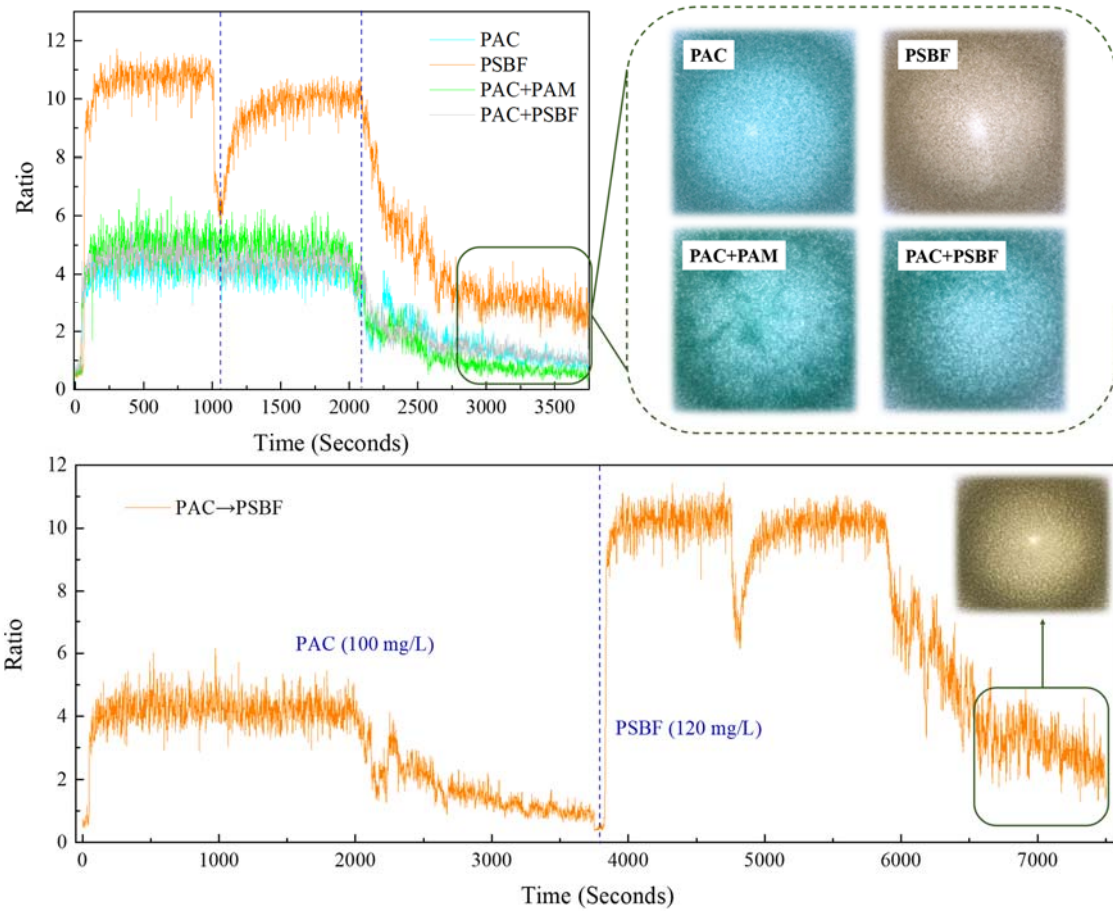 12
10
8
6
4
2
0
Ratio
PAC
PSBF
PAC+PAM
PAC+PSBF
0 500 1000 1500 2000 2500 3000 3500
Time (Seconds)
PAC
PSBF
PAC+PAM
PAC+PSBF
12
10
8
6
4
2
0
Ratio
PAC→PSBF
PAC (100 mg/L)
PSBF (120 mg/L)
0 1000 2000 3000 4000 5000 6000 7000
Time (Seconds)